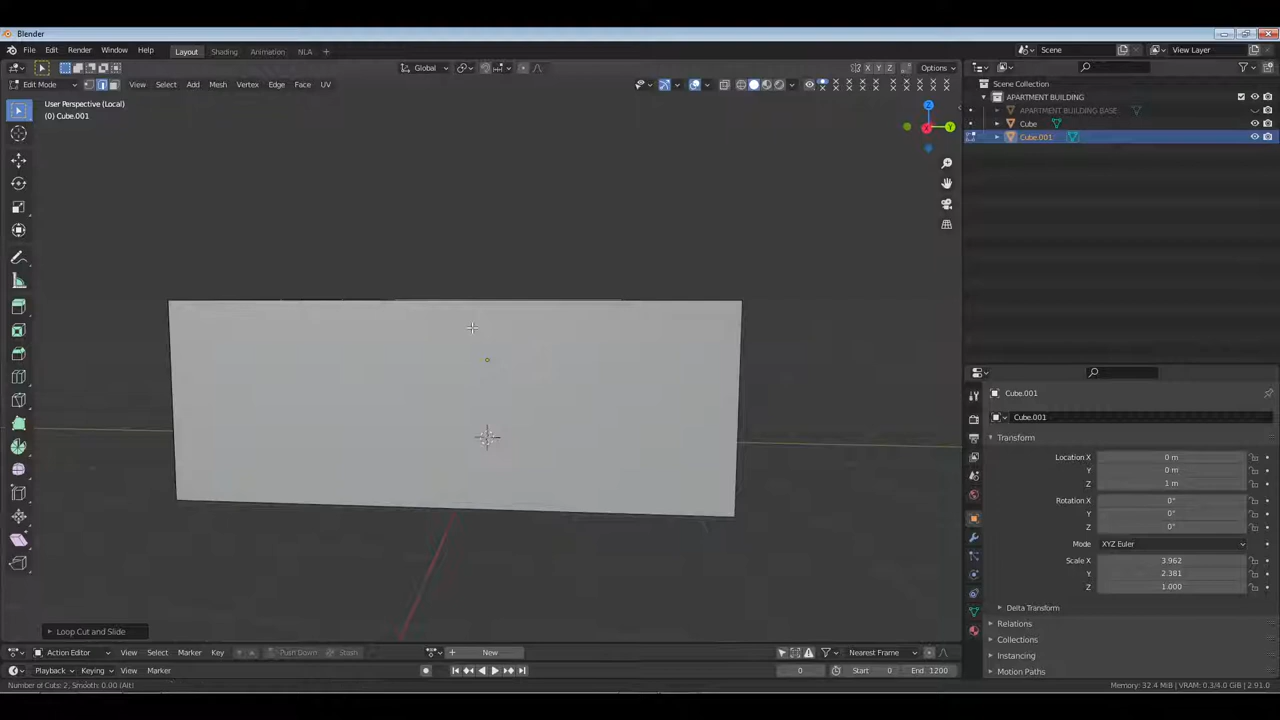 Blender
File Edit Render Window Help Layout Shading Animation NLA + Scene View Layer
Global X Y Z Options
Edit Mode View Select Add Mesh Vertex Edge Face UV
User Perspective (Local)
(0) Cube.001
Z
Y
X
Scene Collection
APARTMENT BUILDING
APARTMENT BUILDING BASE
Cube
Cube.001
Cube.001
Cube.001
Transform
Location X 0 m
Y 0 m
Z 1 m
Rotation X 0°
Y 0°
Z 0°
Mode XYZ Euler
Scale X 3.962
Y 2.381
Z 1.000
Delta Transform
Relations
Collections
Instancing
Motion Paths
Loop Cut and Slide
Action Editor View Select Marker Key Push Down Stash New Nearest Frame
Playback Keying View Marker 0 Start 0 End 1200
Number of Cuts: 2, Smooth: 0.00 (Alt) Memory: 32.4 MiB | VRAM: 0.3/4.0 GiB | 2.91.0